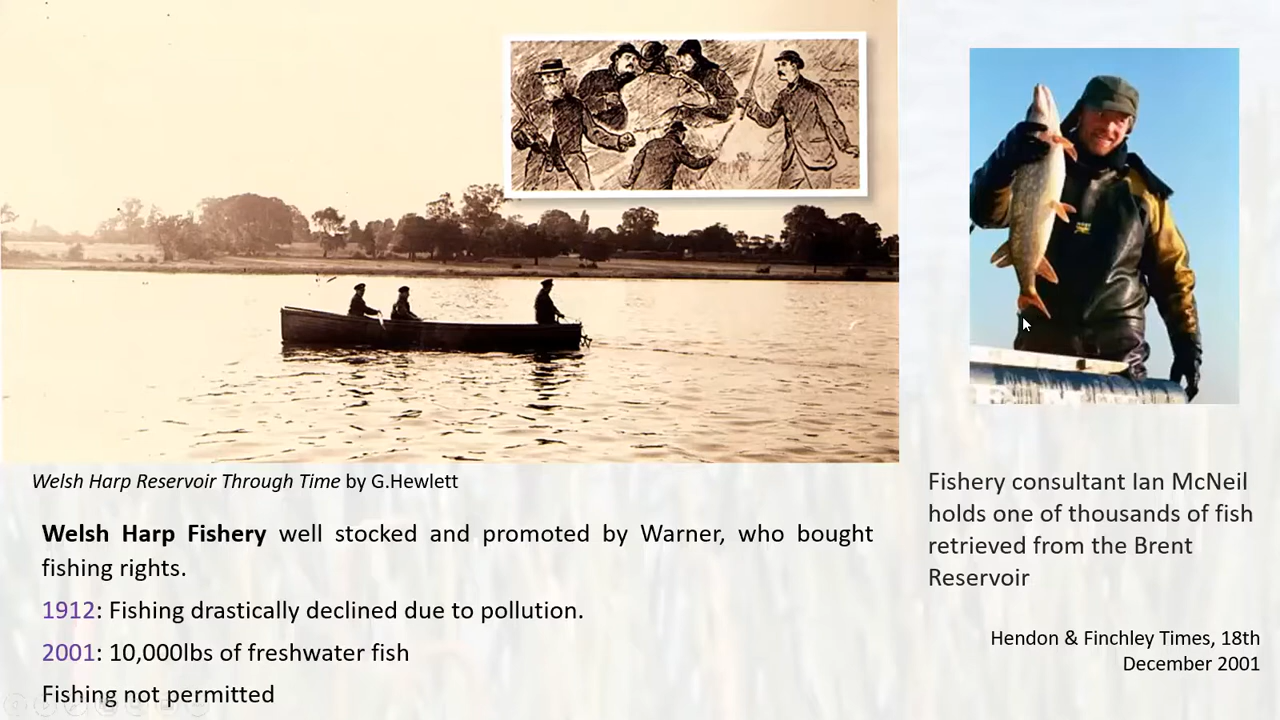 Welsh Harp Reservoir Through Time by G.Hewlett
Welsh Harp Fishery well stocked and promoted by Warner, who bought
fishing rights.
1912: Fishing drastically declined due to pollution.
2001: 10,000lbs of freshwater fish
Fishing not permitted
Fishery consultant Ian McNeil
holds one of thousands of fish
retrieved from the Brent
Reservoir
Hendon & Finchley Times, 18th
December 2001